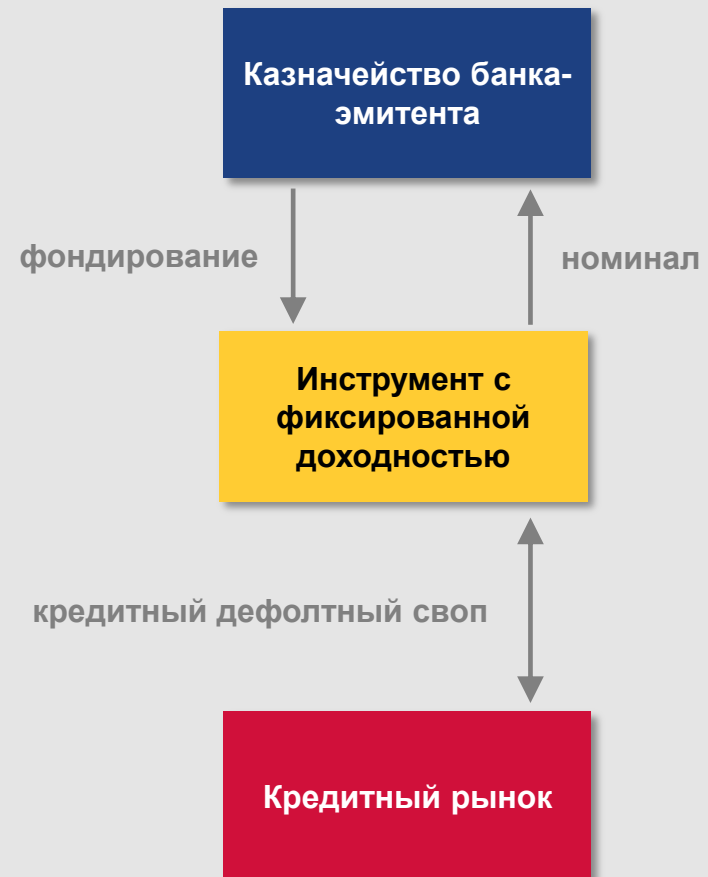 Казначейство банка-
эмитента
фондирование
номинал
Инструмент с
фиксированной
доходностью
кредитный дефолтный своп
Кредитный рынок